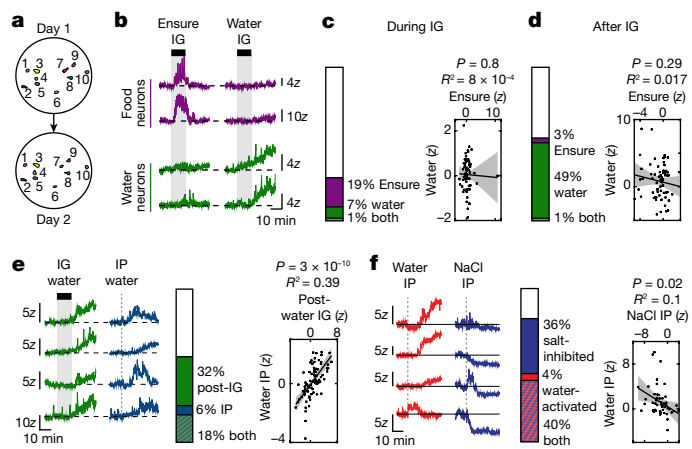 a
Day 1
1 3 4 2 5 6 7 9 8 10
1 3 4 2 5 6 7 9 8 10
Day 2
b
Ensure IG
Water IG
Food neurons
Water neurons
4z
10z
4z
4z
10 min
c
During IG
19% Ensure
7% water
1% both
P = 0.8
R² = 8 × 10⁻⁴
Ensure (z)
0 10
Water (z)
2
0
−2
d
After IG
3% Ensure
49% water
1% both
P = 0.29
R² = 0.017
Ensure (z)
−4 0
Water (z)
10
0
e
IG water
IP water
5z
5z
5z
10z
10 min
32% post-IG
6% IP
18% both
P = 3 × 10⁻¹⁰
R² = 0.39
Post-water IG (z)
0 8
Water IP (z)
0
−4
f
Water IP
NaCl IP
5z
5z
5z
5z
10 min
36% salt-inhibited
4% water-activated
40% both
P = 0.02
R² = 0.1
NaCl IP (z)
−8 0
Water IP (z)
8
0